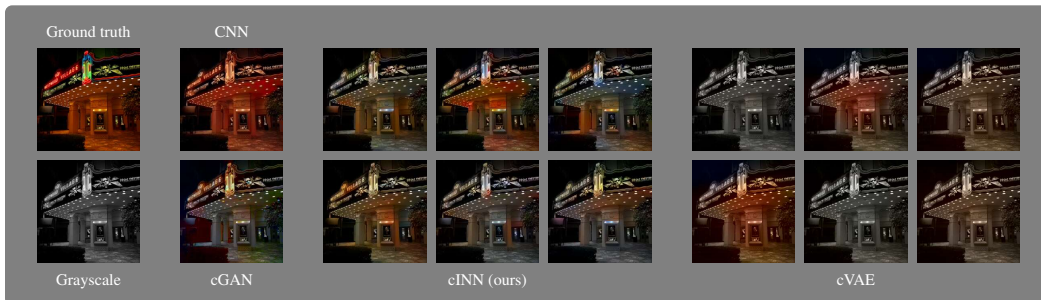 Ground truth
CNN
Grayscale
cGAN
cINN (ours)
cVAE